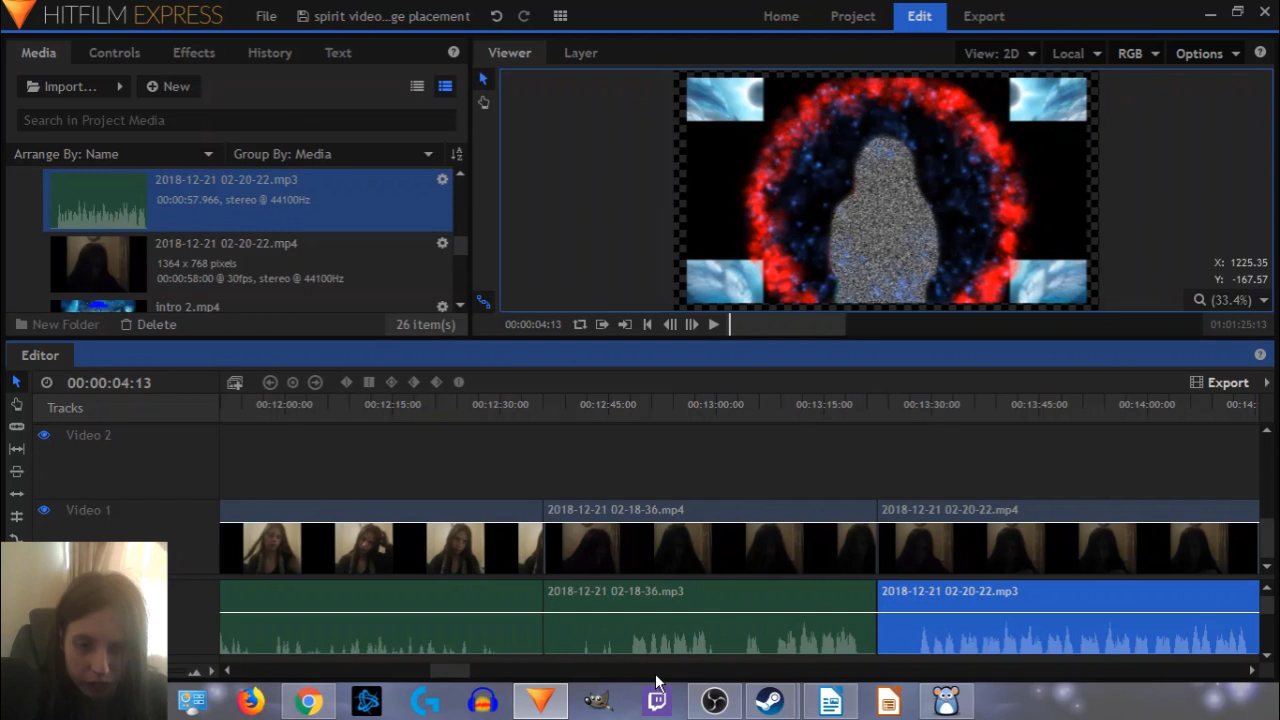 HITFILM EXPRESS File spirit video...ge placement Home Project Edit Export
Media Controls Effects History Text Viewer Layer View: 2D Local RGB Options
Import... New
Search in Project Media
Arrange By: Name Group By: Media
2018-12-21 02-20-22.mp3
00:00:57.966, stereo @ 44100Hz
2018-12-21 02-20-22.mp4
1364 x 768 pixels
00:00:58:00 @ 30fps, stereo @ 44100Hz
intro 2.mp4
X: 1225.35
Y: -167.57
(33.4%)
New Folder Delete 26 item(s) 00:00:04:13 01:01:25:13
Editor
00:00:04:13 Export
Tracks 00:12:00:00 00:12:15:00 00:12:30:00 00:12:45:00 00:13:00:00 00:13:15:00 00:13:30:00 00:13:45:00 00:14:00:00 00:14:
Video 2
Video 1 2018-12-21 02-18-36.mp4 2018-12-21 02-20-22.mp4
2018-12-21 02-18-36.mp3 2018-12-21 02-20-22.mp3